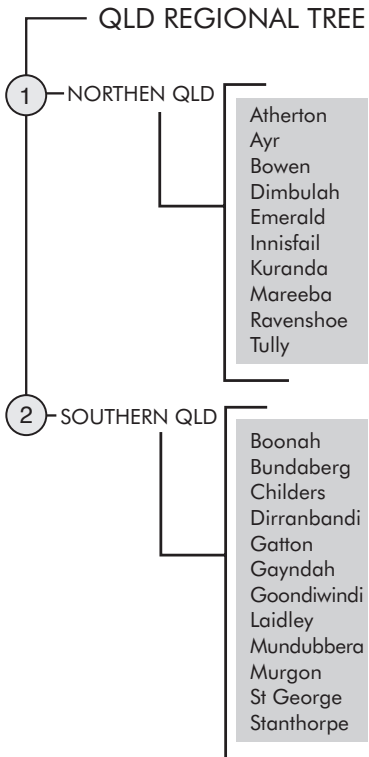 QLD REGIONAL TREE
1
NORTHEN QLD
Atherton
Ayr
Bowen
Dimbulah
Emerald
Innisfail
Kuranda
Mareeba
Ravenshoe
Tully
2
SOUTHERN QLD
Boonah
Bundaberg
Childers
Dirranbandi
Gatton
Gayndah
Goondiwindi
Laidley
Mundubbera
Murgon
St George
Stanthorpe